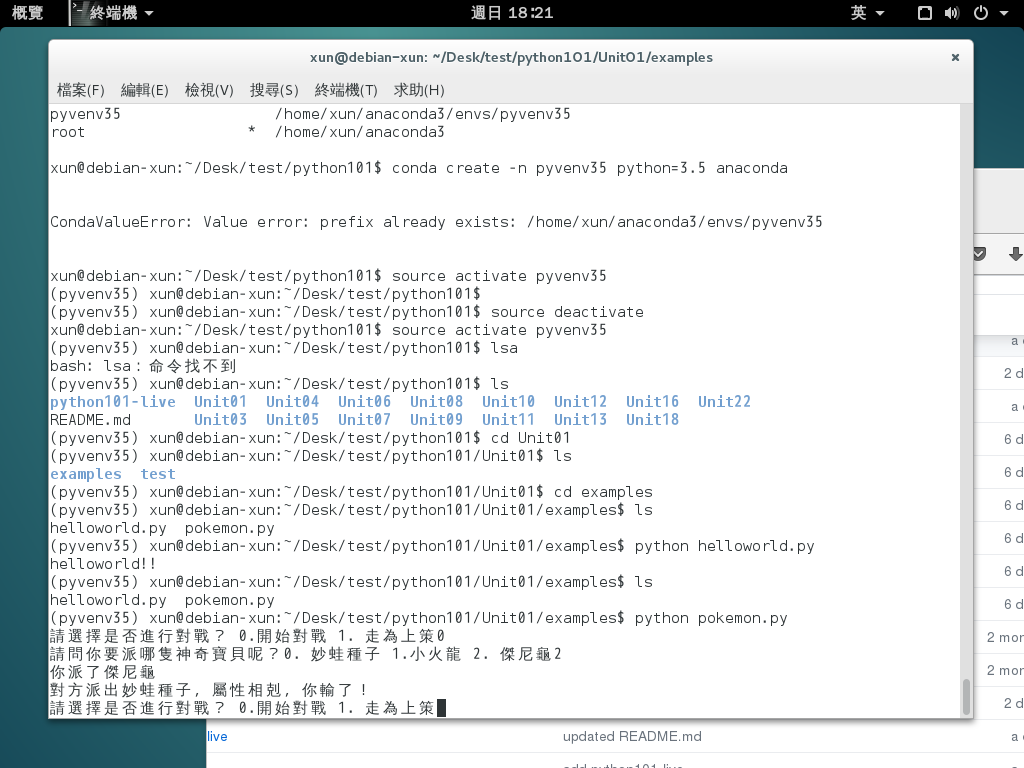 概覽 終端機 週日 18:21 英
xun@debian-xun: ~/Desk/test/python101/Unit01/examples
檔案(F) 編輯(E) 檢視(V) 搜尋(S) 終端機(T) 求助(H)
pyvenv35 /home/xun/anaconda3/envs/pyvenv35
root * /home/xun/anaconda3
xun@debian-xun:~/Desk/test/python101$ conda create -n pyvenv35 python=3.5 anaconda
CondaValueError: Value error: prefix already exists: /home/xun/anaconda3/envs/pyvenv35
xun@debian-xun:~/Desk/test/python101$ source activate pyvenv35
(pyvenv35) xun@debian-xun:~/Desk/test/python101$
(pyvenv35) xun@debian-xun:~/Desk/test/python101$ source deactivate
xun@debian-xun:~/Desk/test/python101$ source activate pyvenv35
(pyvenv35) xun@debian-xun:~/Desk/test/python101$ lsa
bash: lsa：命令找不到
(pyvenv35) xun@debian-xun:~/Desk/test/python101$ ls
python101-live Unit01 Unit04 Unit06 Unit08 Unit10 Unit12 Unit16 Unit22
README.md Unit03 Unit05 Unit07 Unit09 Unit11 Unit13 Unit18
(pyvenv35) xun@debian-xun:~/Desk/test/python101$ cd Unit01
(pyvenv35) xun@debian-xun:~/Desk/test/python101/Unit01$ ls
examples test
(pyvenv35) xun@debian-xun:~/Desk/test/python101/Unit01$ cd examples
(pyvenv35) xun@debian-xun:~/Desk/test/python101/Unit01/examples$ ls
helloworld.py pokemon.py
(pyvenv35) xun@debian-xun:~/Desk/test/python101/Unit01/examples$ python helloworld.py
helloworld!!
(pyvenv35) xun@debian-xun:~/Desk/test/python101/Unit01/examples$ ls
helloworld.py pokemon.py
(pyvenv35) xun@debian-xun:~/Desk/test/python101/Unit01/examples$ python pokemon.py
請選擇是否進行對戰？ 0.開始對戰 1. 走為上策0
請問你要派哪隻神奇寶貝呢？0. 妙蛙種子 1.小火龍 2. 傑尼龜2
你派了傑尼龜
對方派出妙蛙種子, 屬性相剋, 你輸了！
請選擇是否進行對戰？ 0.開始對戰 1. 走為上策
a
2 d
a
6 d
6 d
6 d
6 d
6 d
6 d
2 mon
2 mon
2 d
live updated README.md a